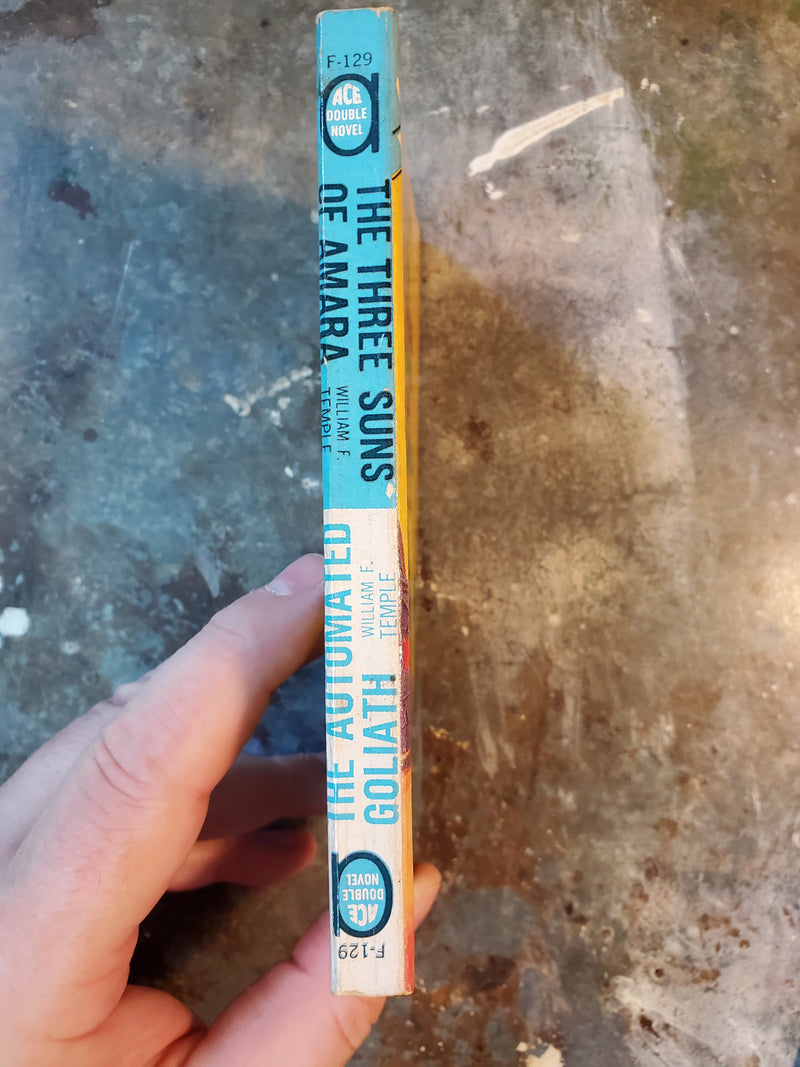 F-129
ACE
DOUBLE
NOVEL
THE THREE SUNS
OF AMARA
WILLIAM F.
TEMPLE
THE AUTOMATED
GOLIATH
WILLIAM F.
TEMPLE
ACE
DOUBLE
NOVEL
F-129